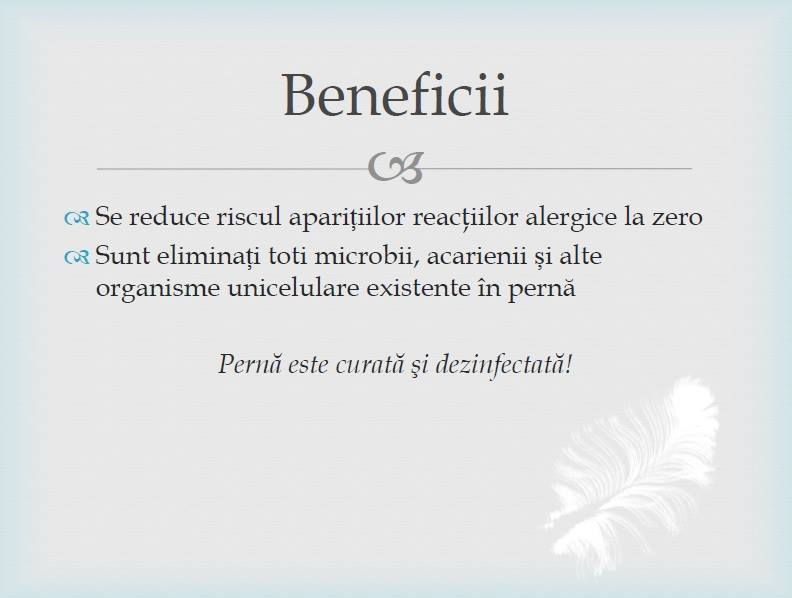 Beneficii
Se reduce riscul aparițiilor reacțiilor alergice la zero
Sunt eliminați toti microbii, acarienii și alte
organisme unicelulare existente în pernă
Pernă este curată şi dezinfectată!